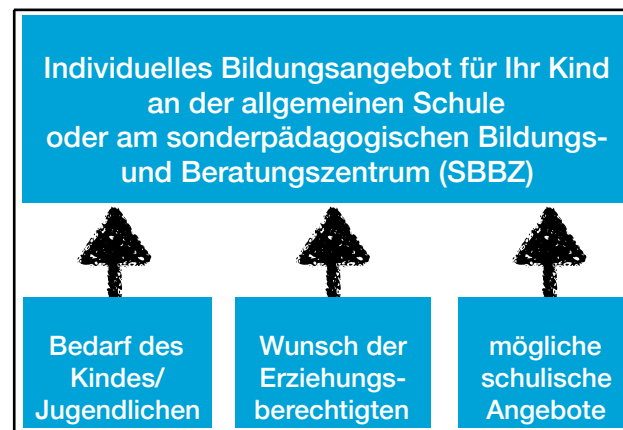 Individuelles Bildungsangebot für Ihr Kind
an der allgemeinen Schule
oder am sonderpädagogischen Bildungs-
und Beratungszentrum (SBBZ)
Bedarf des
Kindes/
Jugendlichen
Wunsch der
Erziehungs-
berechtigten
mögliche
schulische
Angebote